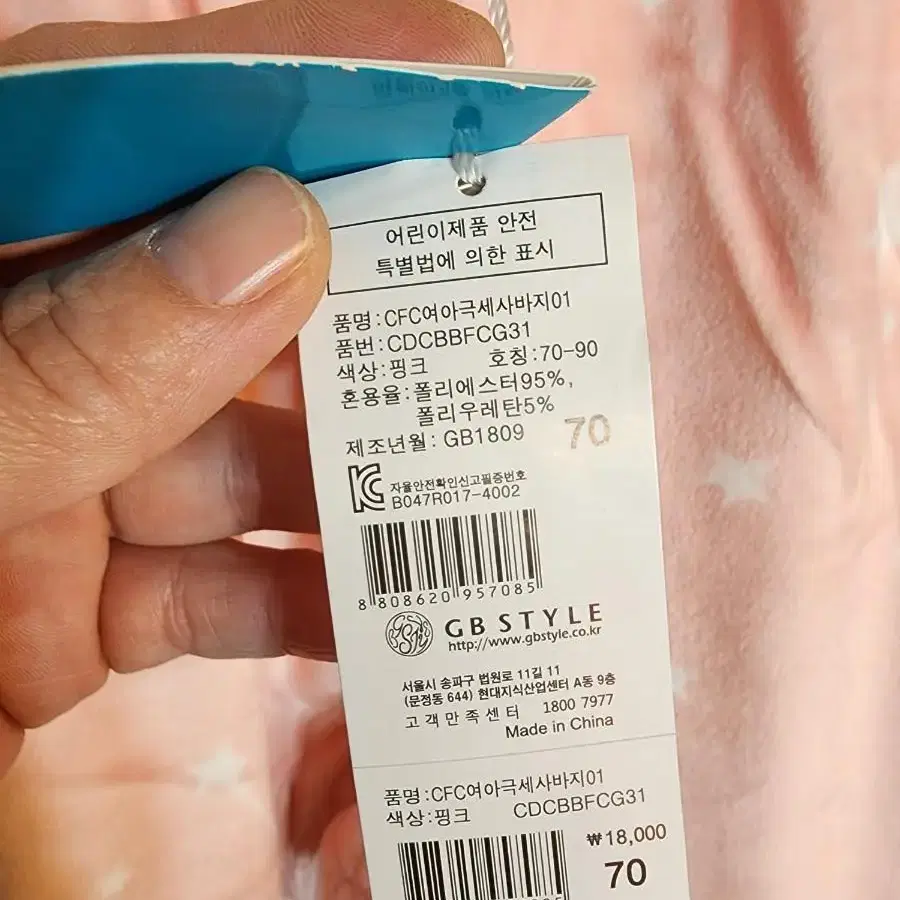 어린이제품 안전
특별법에 의한 표시
품명:CFC여아극세사바지01
품번:CDCBBFCG31
색상:핑크 호칭:70-90
혼용율:폴리에스터95%,
폴리우레탄5%
제조년월:GB1809 70
자율안전확인신고필증번호
B047R017-4002
8 808620 957085
GB STYLE
http://www.gbstyle.co.kr
서울시 송파구 법원로 11길 11
(문정동 644) 현대지식산업센터 A동 9층
고객만족센터 1800 7977
Made in China
품명:CFC여아극세사바지01
색상:핑크 CDCBBFCG31
₩18,000
70